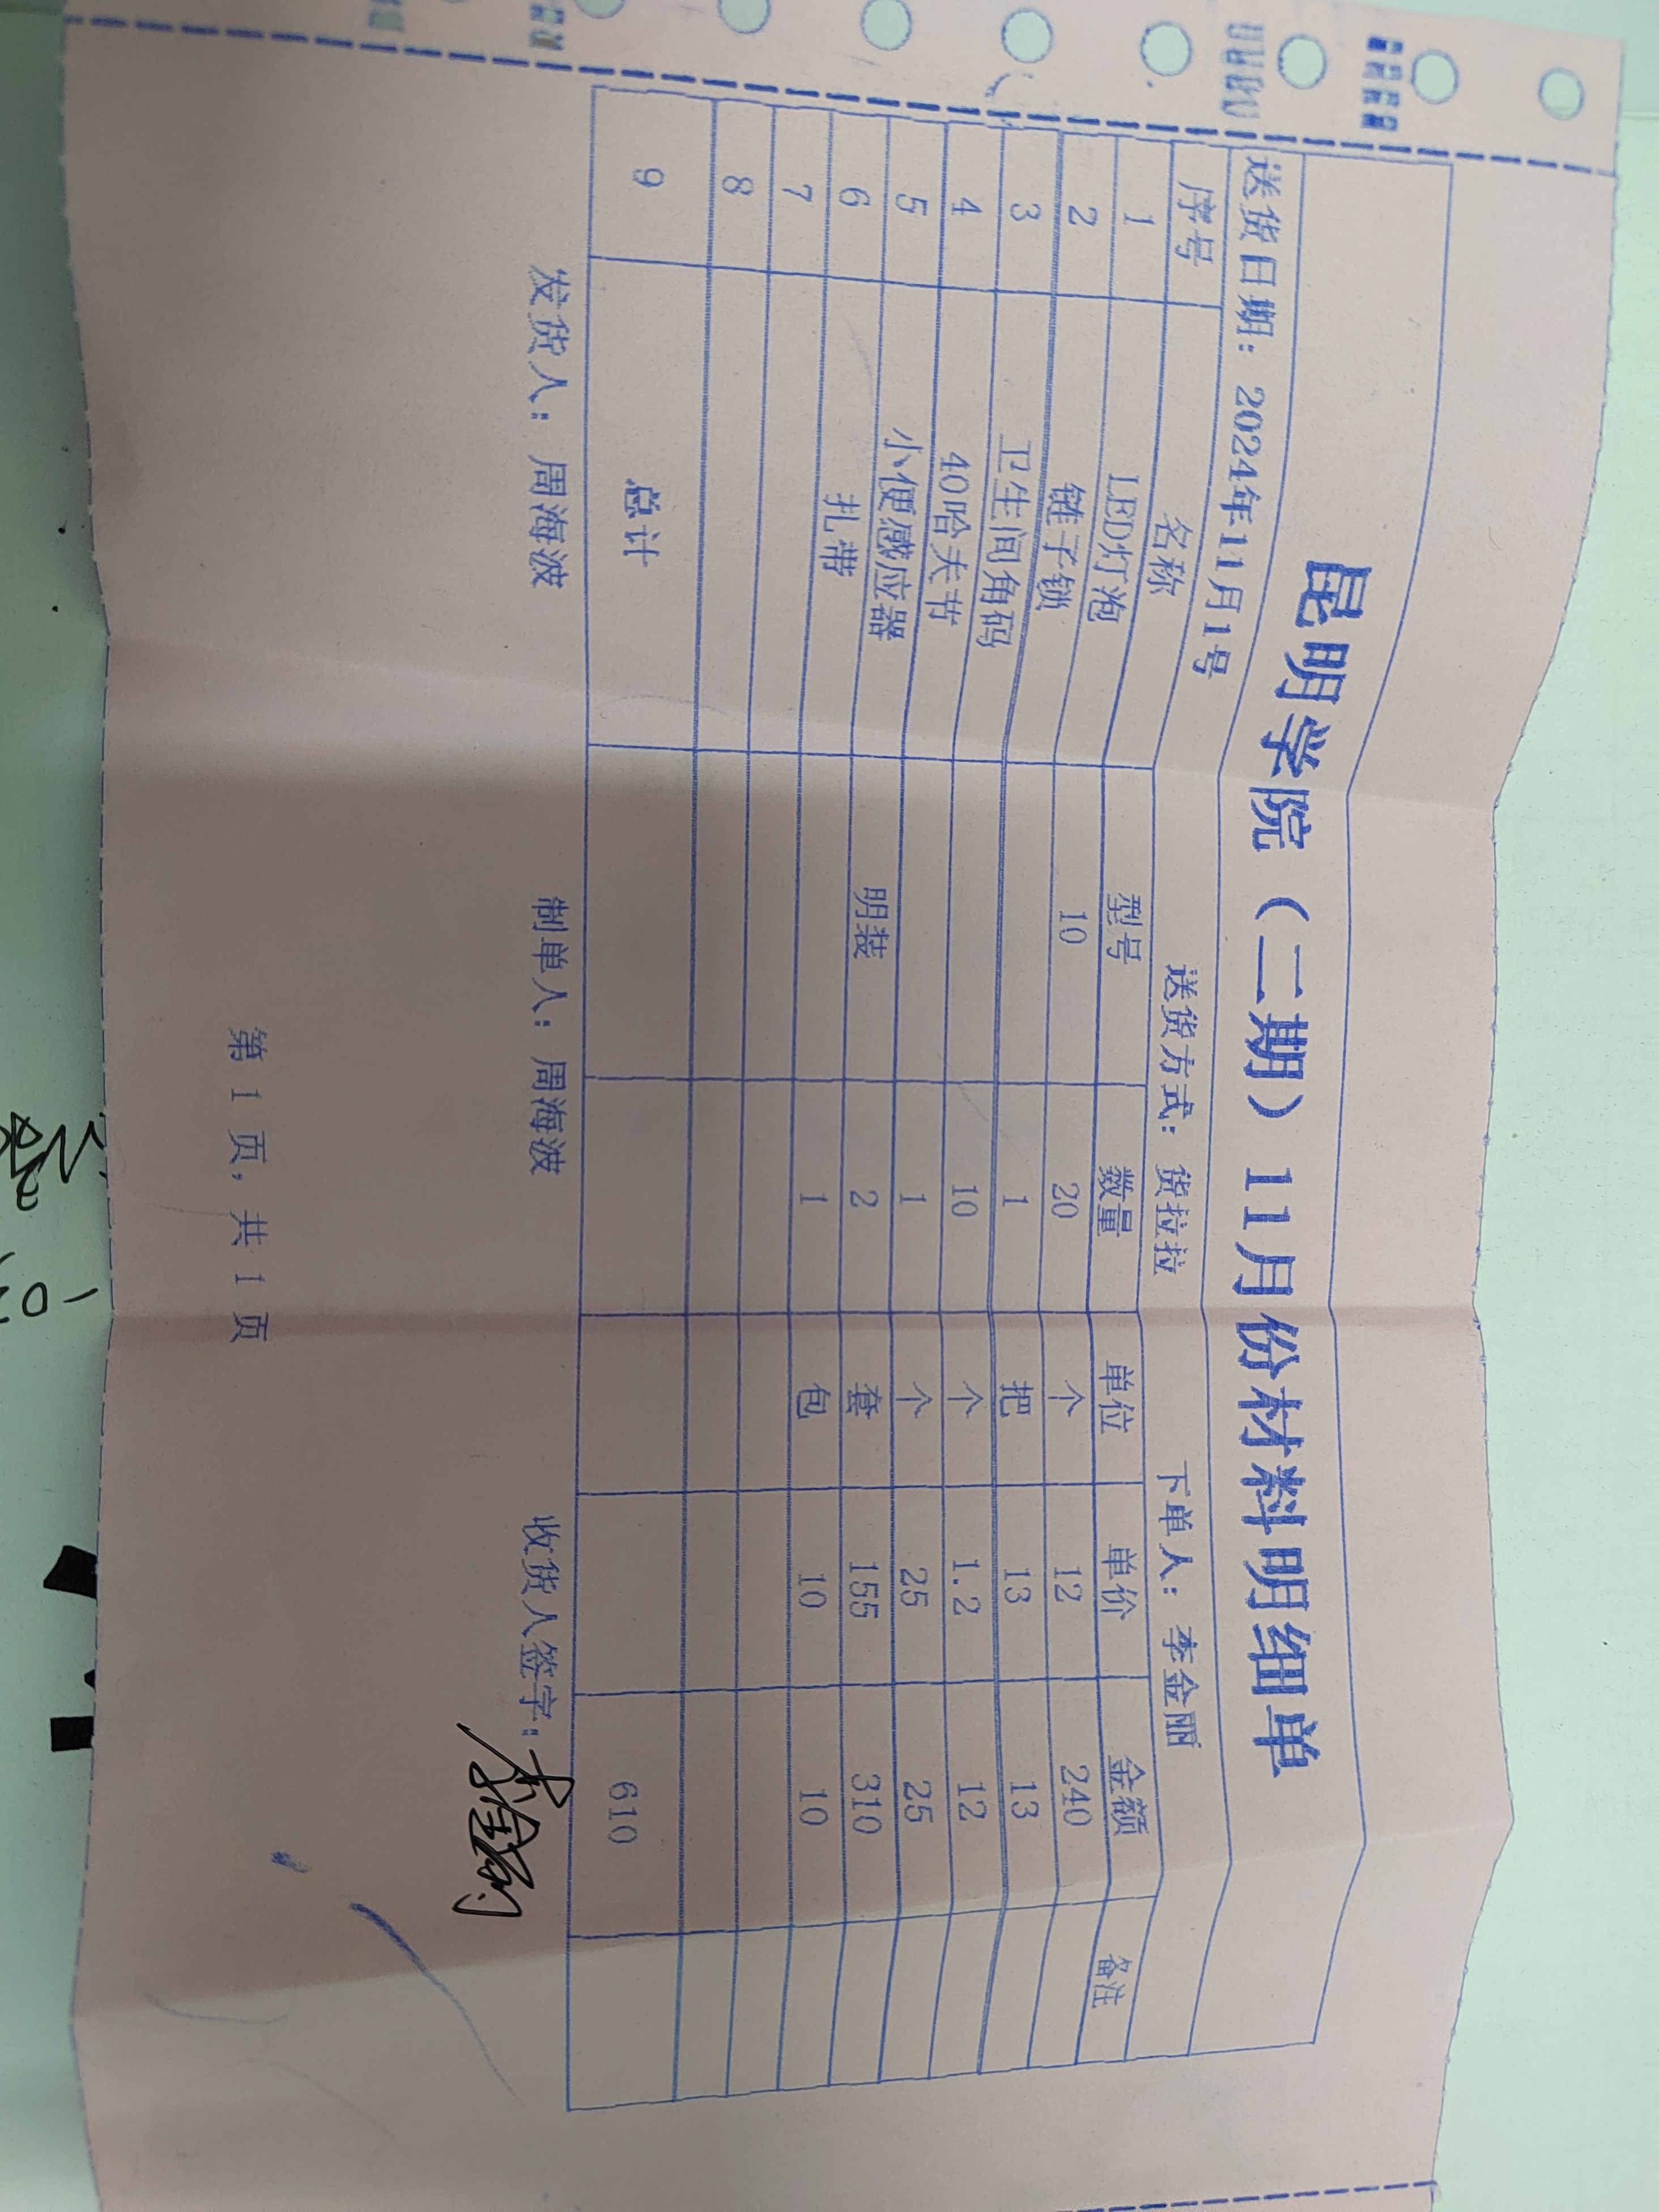 昆明学院（二期）11月份材料明细单
送货日期：2024年11月1号 送货方式：货拉拉 下单人：李金丽
序号 名称 型号 数量 单位 单价 金额 备注
1 LED灯泡 10 20 个 12 240
2 链子锁 1 把 13 13
3 卫生间角码 10 个 1.2 12
4 40哈夫节 1 个 25 25
5 小便感应器 明装 2 套 155 310
6 扎带 1 包 10 10
7
8
9 总计 610
发货人：周海波 制单人：周海波 收货人签字：
第 1 页，共 1 页